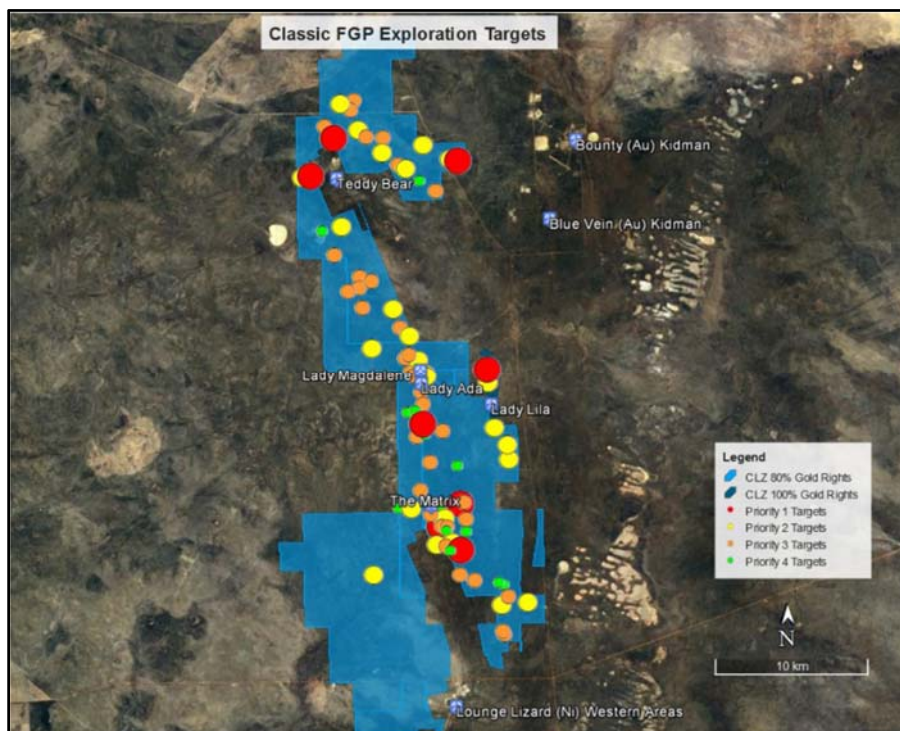 Classic FGP Exploration Targets
Bounty (Au) Kidman
Teddy Bear
Blue Vein (Au) Kidman
Lady Magdalene
Lady Ada
Lady Lila
The Matrix
Legend
CLZ 80% Gold Rights
CLZ 100% Gold Rights
Priority 1 Targets
Priority 2 Targets
Priority 3 Targets
Priority 4 Targets
N
10 km
Lounge Lizard (Ni) Western Areas